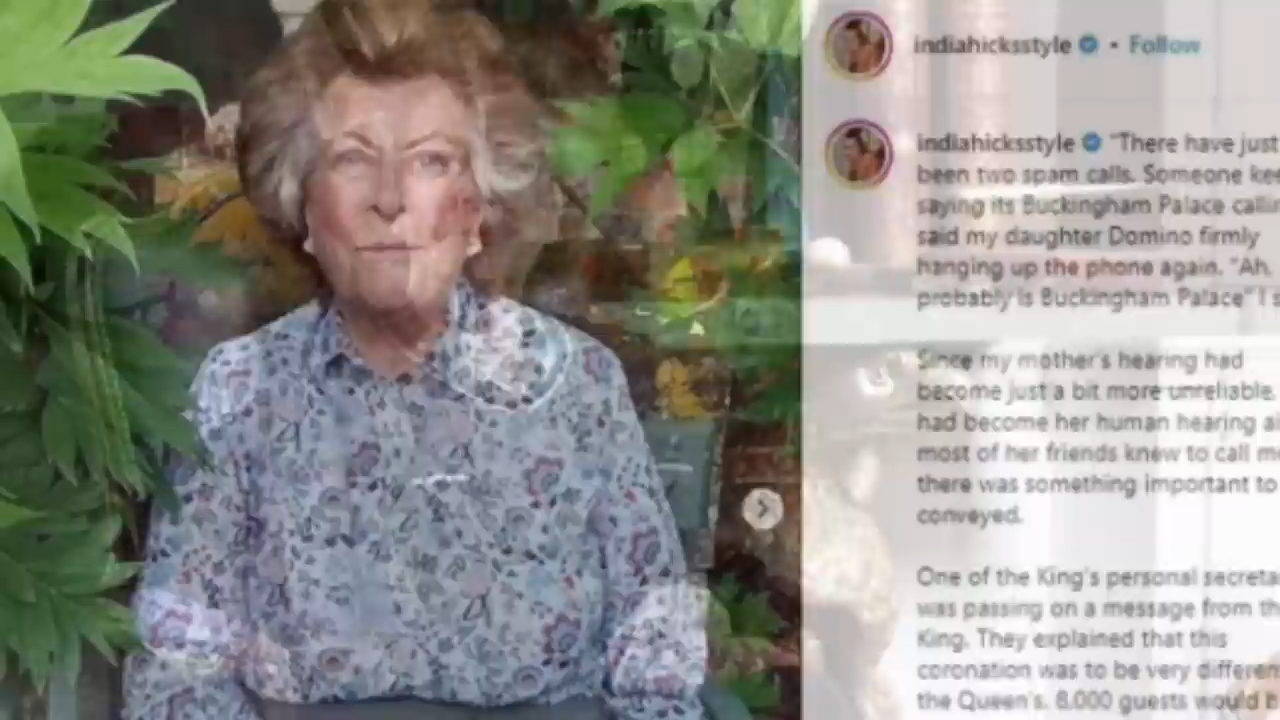 indiahicksstyle • Follow
indiahicksstyle "There have just
been two spam calls. Someone
saying its Buckingham Palace
said my daughter Domino firmly
hanging up the phone again. "Ah,
probably is Buckingham Palace" I
Since my mother's hearing had
become just a bit more unreliable,
had become her human hearing
most of her friends knew to call
there was something important to
conveyed.
One of the King's personal
was passing on a message from
King. They explained that this
coronation was to be very
the Queen's. 8,000 guests would